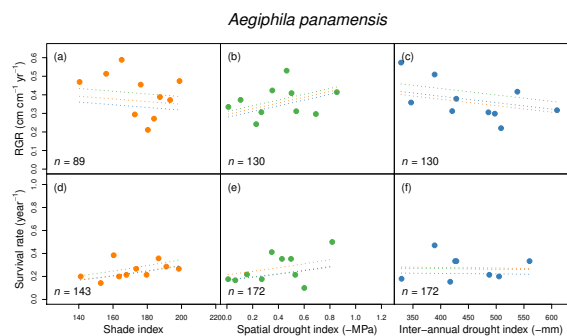 Aegiphila panamensis
RGR (cm cm⁻¹ yr⁻¹)
0.0 0.1 0.2 0.3 0.4 0.5 0.6
(a)
n = 89
(b)
n = 130
(c)
n = 130
Survival rate (year⁻¹)
0.0 0.2 0.4 0.6 0.8 1.0
(d)
n = 143
(e)
n = 172
(f)
n = 172
140 160 180 200 220
0.0 0.2 0.4 0.6 0.8 1.0 1.2
350 400 450 500 550 600
Shade index
Spatial drought index (−MPa)
Inter−annual drought index (−mm)